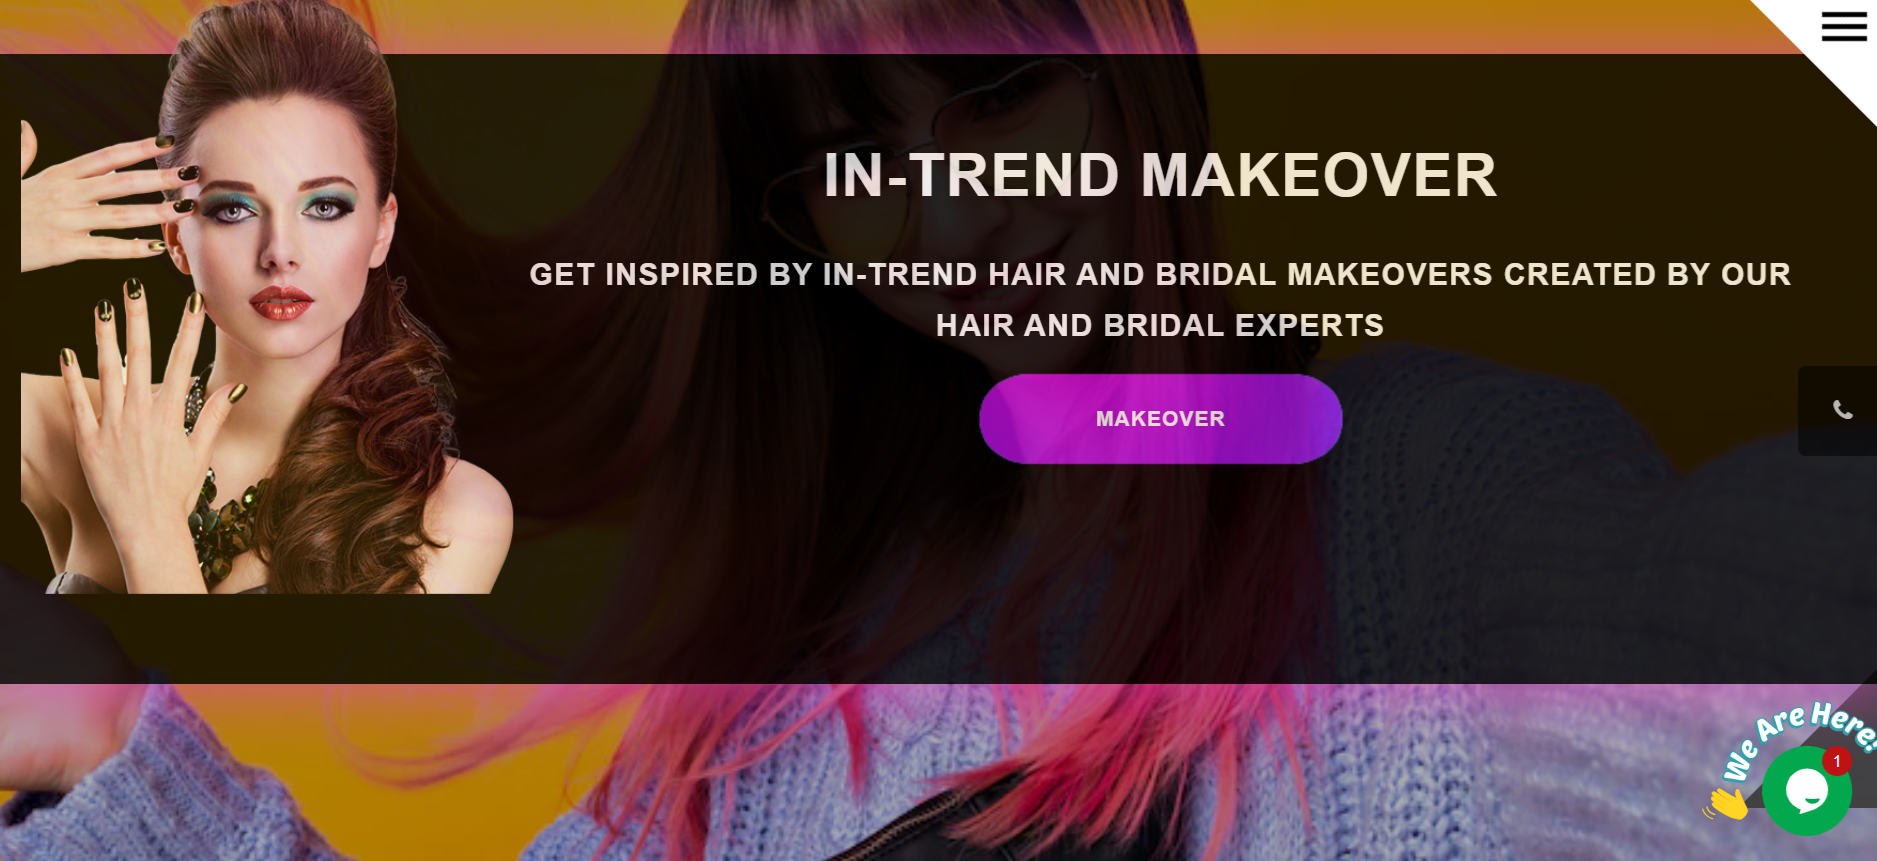 IN-TREND MAKEOVER
GET INSPIRED BY IN-TREND HAIR AND BRIDAL MAKEOVERS CREATED BY OUR
HAIR AND BRIDAL EXPERTS
MAKEOVER
We Are Here!
1